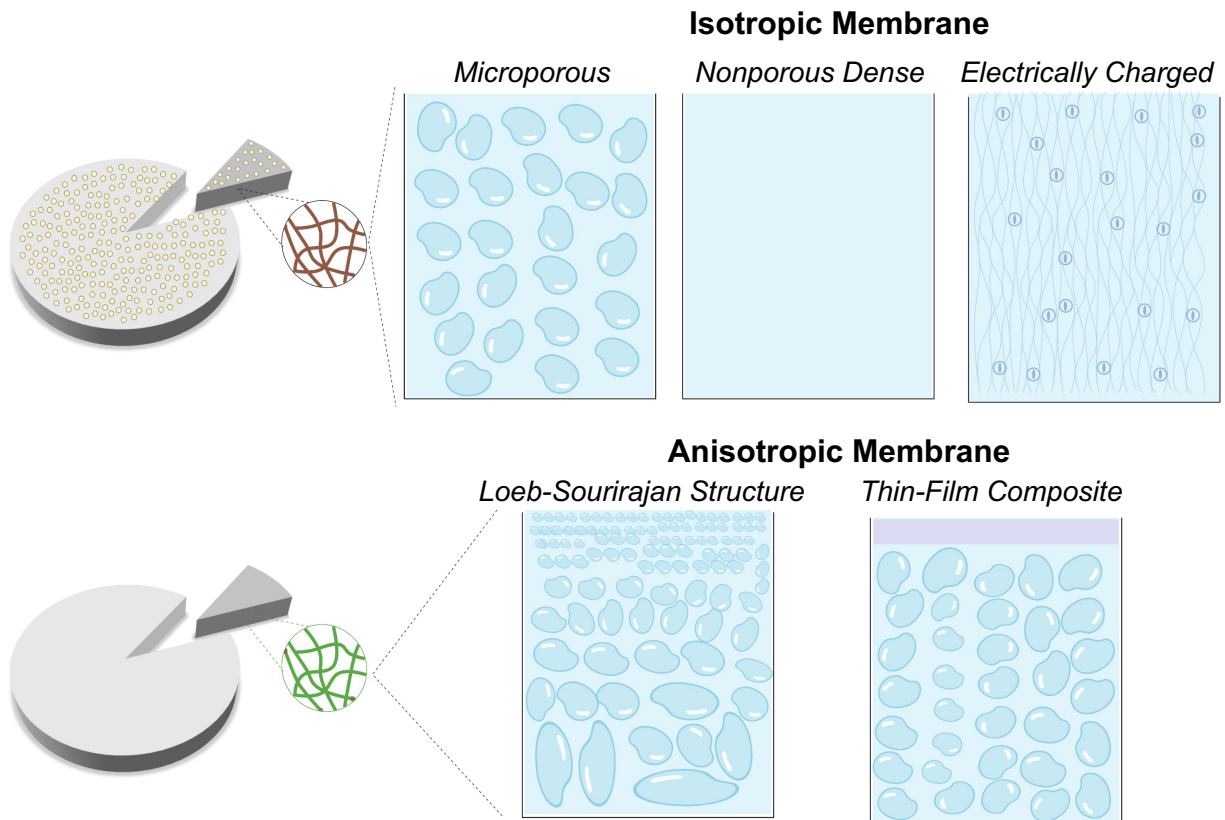 Isotropic Membrane
Microporous
Nonporous Dense
Electrically Charged
Anisotropic Membrane
Loeb-Sourirajan Structure
Thin-Film Composite